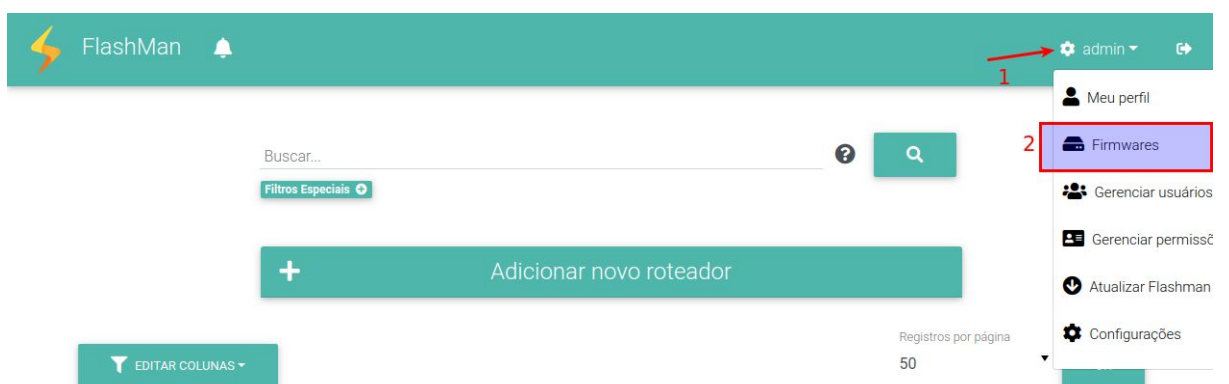 FlashMan
admin
1
Meu perfil
Buscar...
2
Firmwares
Filtros Especiais
Gerenciar usuários
Gerenciar permissõ
Adicionar novo roteador
Atualizar Flashman
Registros por página
Configurações
EDITAR COLUNAS
50